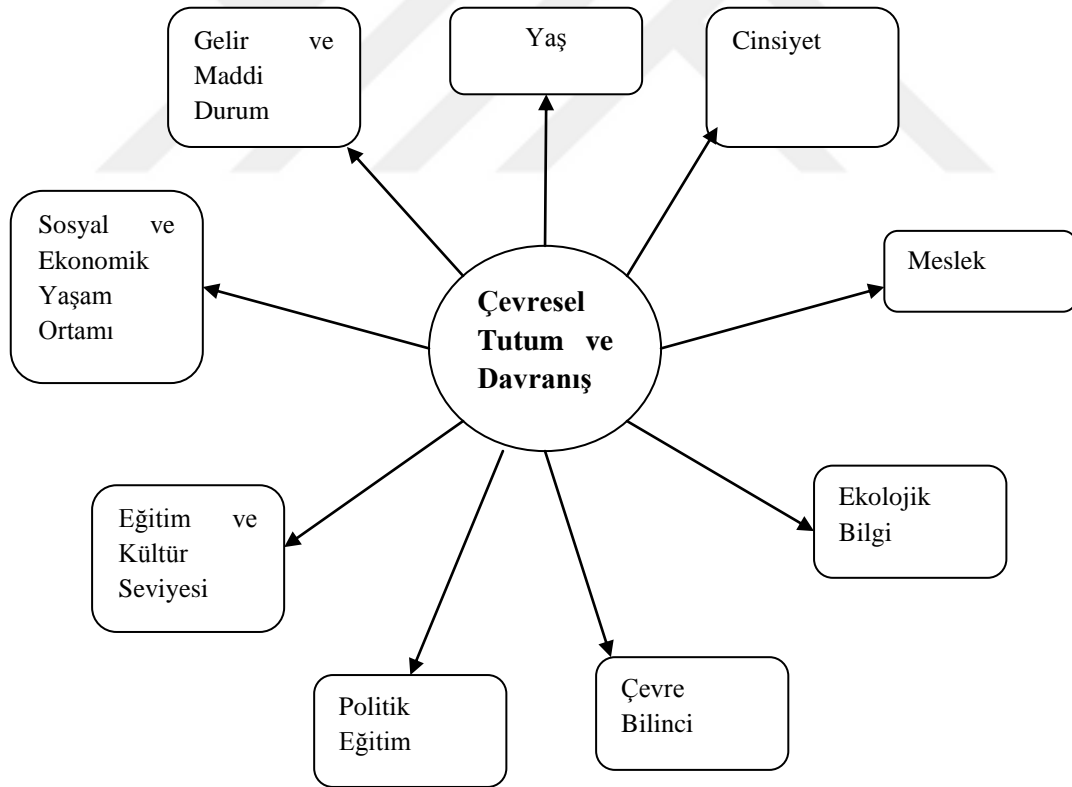 Gelir ve
Maddi
Durum
Yaş
Cinsiyet
Sosyal ve
Ekonomik
Yaşam
Ortamı
Çevresel
Tutum ve
Davranış
Meslek
Eğitim ve
Kültür
Seviyesi
Ekolojik
Bilgi
Politik
Eğitim
Çevre
Bilinci